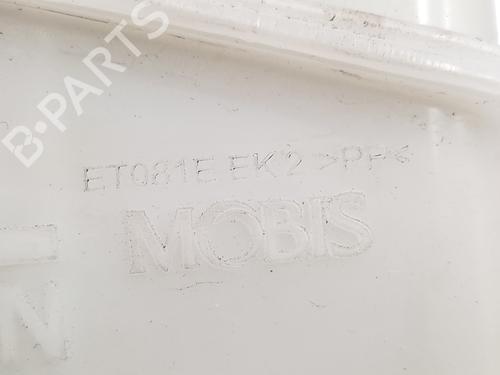 B-PARTS
ET081E EK2 >PP<
MOBIS
N